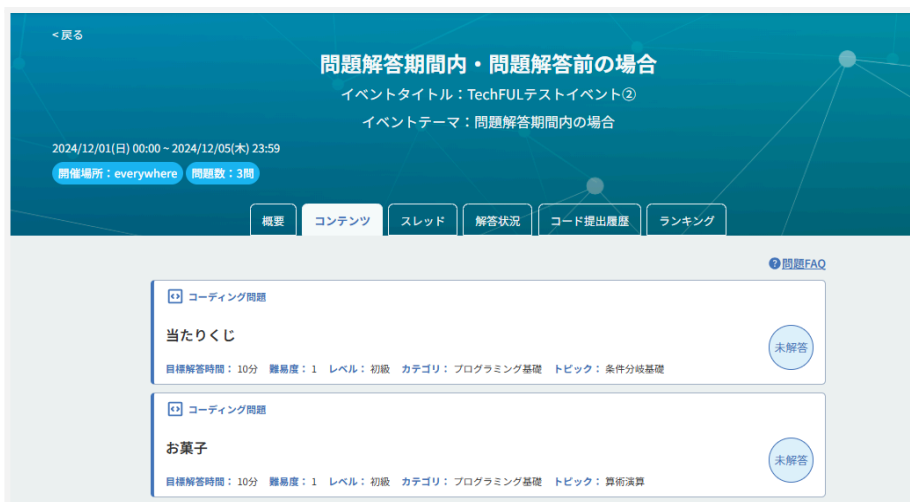 <戻る
問題解答期間内・問題解答前の場合
イベントタイトル：TechFULテストイベント②
イベントテーマ：問題解答期間内の場合
2024/12/01(日) 00:00 ~ 2024/12/05(木) 23:59
開催場所：everywhere 問題数：3問
概要 コンテンツ スレッド 解答状況 コード提出履歴 ランキング
?問題FAQ
コーディング問題
当たりくじ
未解答
目標解答時間： 10分 難易度： 1 レベル： 初級 カテゴリ： プログラミング基礎 トピック： 条件分岐基礎
コーディング問題
お菓子
未解答
目標解答時間： 10分 難易度： 1 レベル： 初級 カテゴリ： プログラミング基礎 トピック： 算術演算